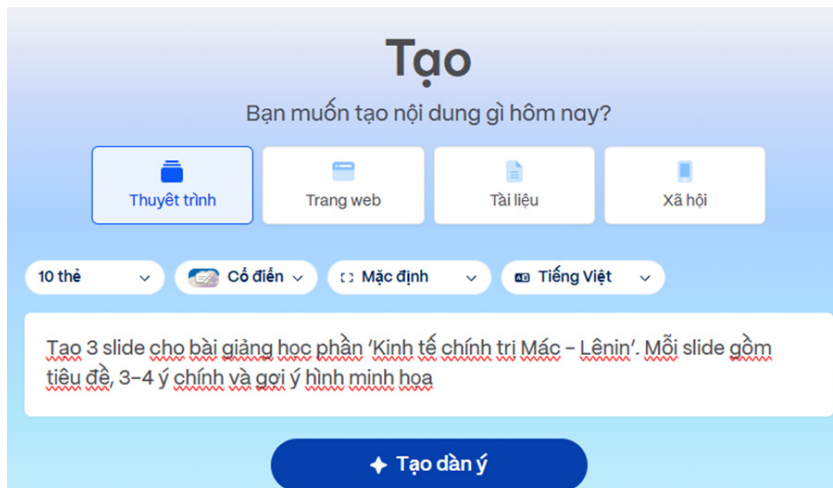 Tạo
Bạn muốn tạo nội dung gì hôm nay?
Thuyết trình
Trang web
Tài liệu
Xã hội
10 thẻ
Cổ điển
Mặc định
Tiếng Việt
Tạo 3 slide cho bài giảng học phần ‘Kinh tế chính trị Mác – Lênin’. Mỗi slide gồm
tiêu đề, 3–4 ý chính và gợi ý hình minh họa
Tạo dàn ý